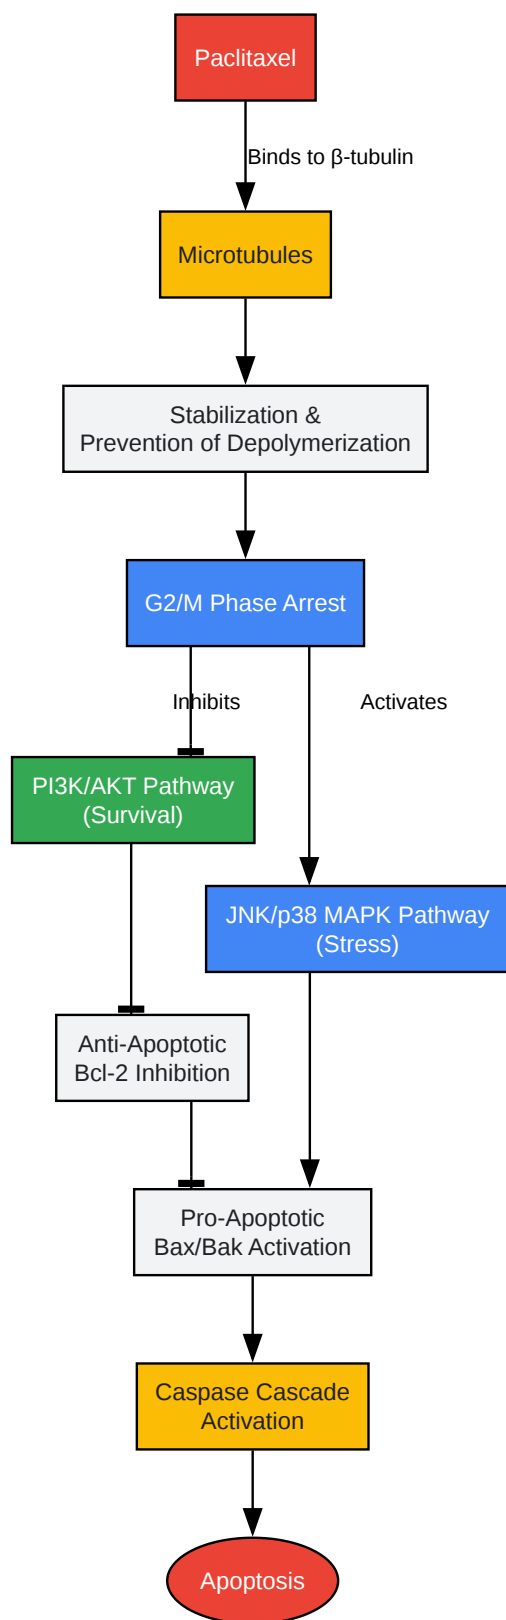 Paclitaxel
Binds to β-tubulin
Microtubules
Stabilization &
Prevention of Depolymerization
G2/M Phase Arrest
Inhibits
Activates
PI3K/AKT Pathway
(Survival)
JNK/p38 MAPK Pathway
(Stress)
Anti-Apoptotic
Bcl-2 Inhibition
Pro-Apoptotic
Bax/Bak Activation
Caspase Cascade
Activation
Apoptosis